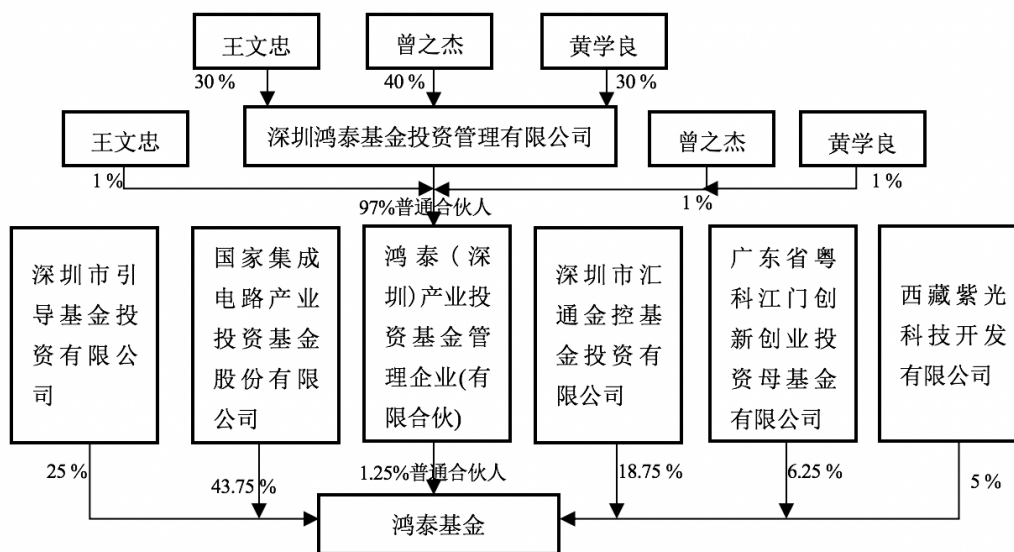 王文忠
曾之杰
黄学良
30 %
40 %
30 %
王文忠
深圳鸿泰基金投资管理有限公司
曾之杰
黄学良
1 %
1 %
1 %
97%普通合伙人
深圳市引
导基金投
资有限公
司
国家集成
电路产业
投资基金
股份有限
公司
鸿泰（深
圳)产业投
资基金管
理企业(有
限合伙)
深圳市汇
通金控基
金投资有
限公司
广东省粤
科江门创
新创业投
资母基金
有限公司
西藏紫光
科技开发
有限公司
25 %
43.75 %
1.25%普通合伙人
18.75 %
6.25 %
5 %
鸿泰基金